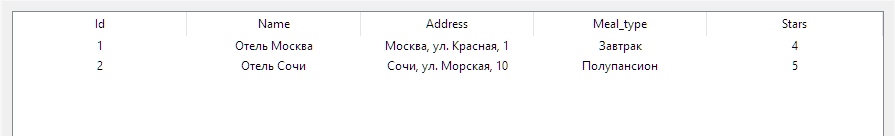 Id Name Address Meal_type Stars
1 Отель Москва Москва, ул. Красная, 1 Завтрак 4
2 Отель Сочи Сочи, ул. Морская, 10 Полупансион 5